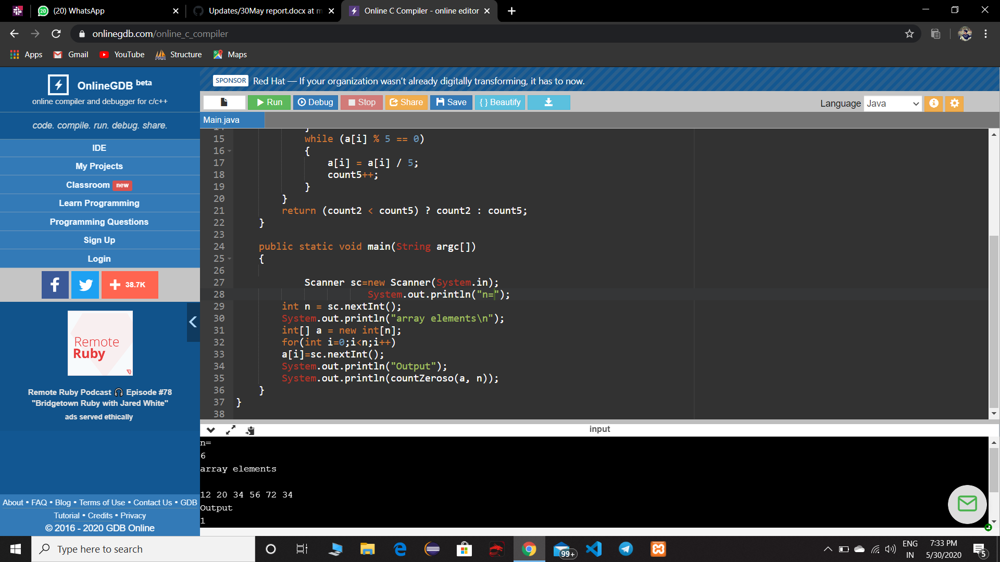 (20) WhatsApp
Updates/30May report.docx at m
Online C Compiler - online editor
onlinegdb.com/online_c_compiler
Apps
Gmail
YouTube
Structure
Maps
OnlineGDB beta
online compiler and debugger for c/c++
code. compile. run. debug. share.
IDE
My Projects
Classroom new
Learn Programming
Programming Questions
Sign Up
Login
38.7K
Remote
Ruby
Remote Ruby Podcast 🎧 Episode #78
"Bridgetown Ruby with Jared White"
ads served ethically
About • FAQ • Blog • Terms of Use • Contact Us • GDB
Tutorial • Credits • Privacy
© 2016 - 2020 GDB Online
SPONSOR Red Hat — If your organization wasn’t already digitally transforming, it has to now.
Run
Debug
Stop
Share
Save
{ } Beautify
Language Java
Main.java
14 }
15 while (a[i] % 5 == 0)
16 {
17 a[i] = a[i] / 5;
18 count5++;
19 }
20 }
21 return (count2 < count5) ? count2 : count5;
22 }
23
24 public static void main(String argc[])
25 {
26
27 Scanner sc=new Scanner(System.in);
28 System.out.println("n=");
29 int n = sc.nextInt();
30 System.out.println("array elements\n");
31 int[] a = new int[n];
32 for(int i=0;i<n;i++)
33 a[i]=sc.nextInt();
34 System.out.println("Output");
35 System.out.println(countZeroso(a, n));
36 }
37 }
38
input
n=
6
array elements
12 20 34 56 72 34
Output
1
Type here to search
99+
ENG
IN
7:33 PM
5/30/2020
5